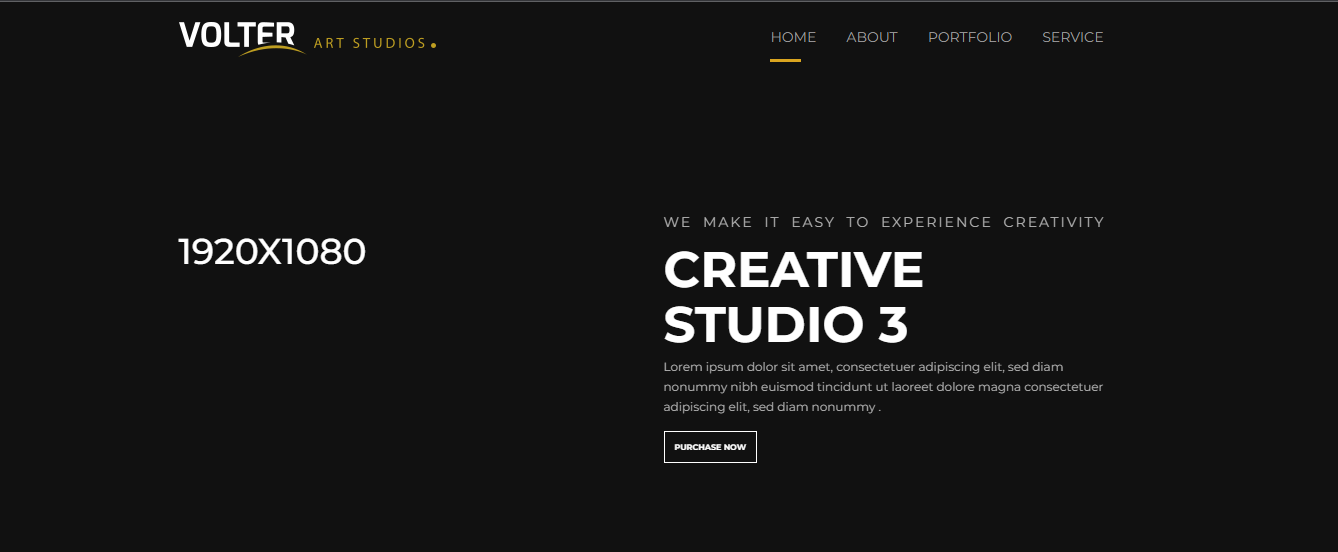 VOLTER ART STUDIOS
HOME ABOUT PORTFOLIO SERVICE
1920X1080
WE MAKE IT EASY TO EXPERIENCE CREATIVITY
CREATIVE
STUDIO 3
Lorem ipsum dolor sit amet, consectetuer adipiscing elit, sed diam
nonummy nibh euismod tincidunt ut laoreet dolore magna consectetuer
adipiscing elit, sed diam nonummy .
PURCHASE NOW